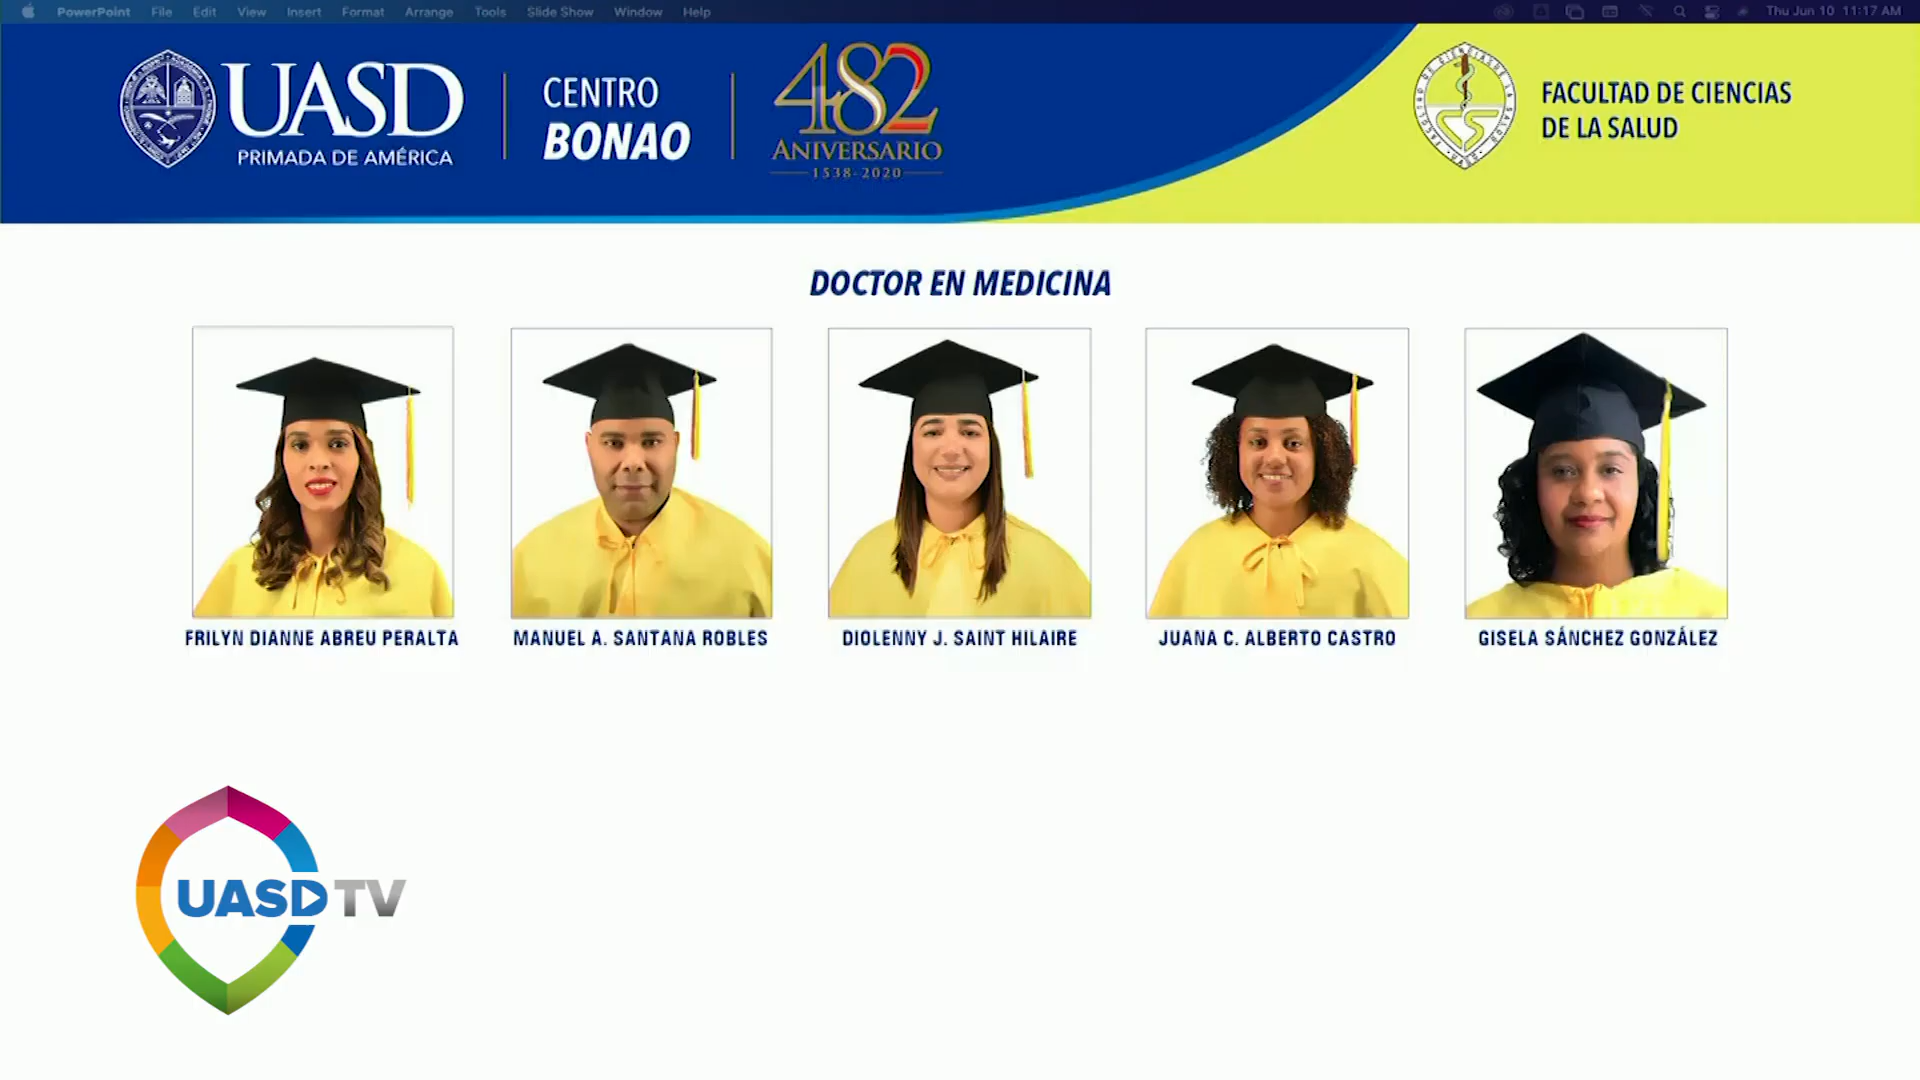 PowerPoint File Edit View Insert Format Arrange Tools Slide Show Window Help Thu Jun 10 11:17 AM
UASD
PRIMADA DE AMÉRICA
CENTRO
BONAO
482
ANIVERSARIO
1538-2020
FACULTAD DE CIENCIAS
DE LA SALUD
DOCTOR EN MEDICINA
FRILYN DIANNE ABREU PERALTA
MANUEL A. SANTANA ROBLES
DIOLENNY J. SAINT HILAIRE
JUANA C. ALBERTO CASTRO
GISELA SÁNCHEZ GONZÁLEZ
UASD TV